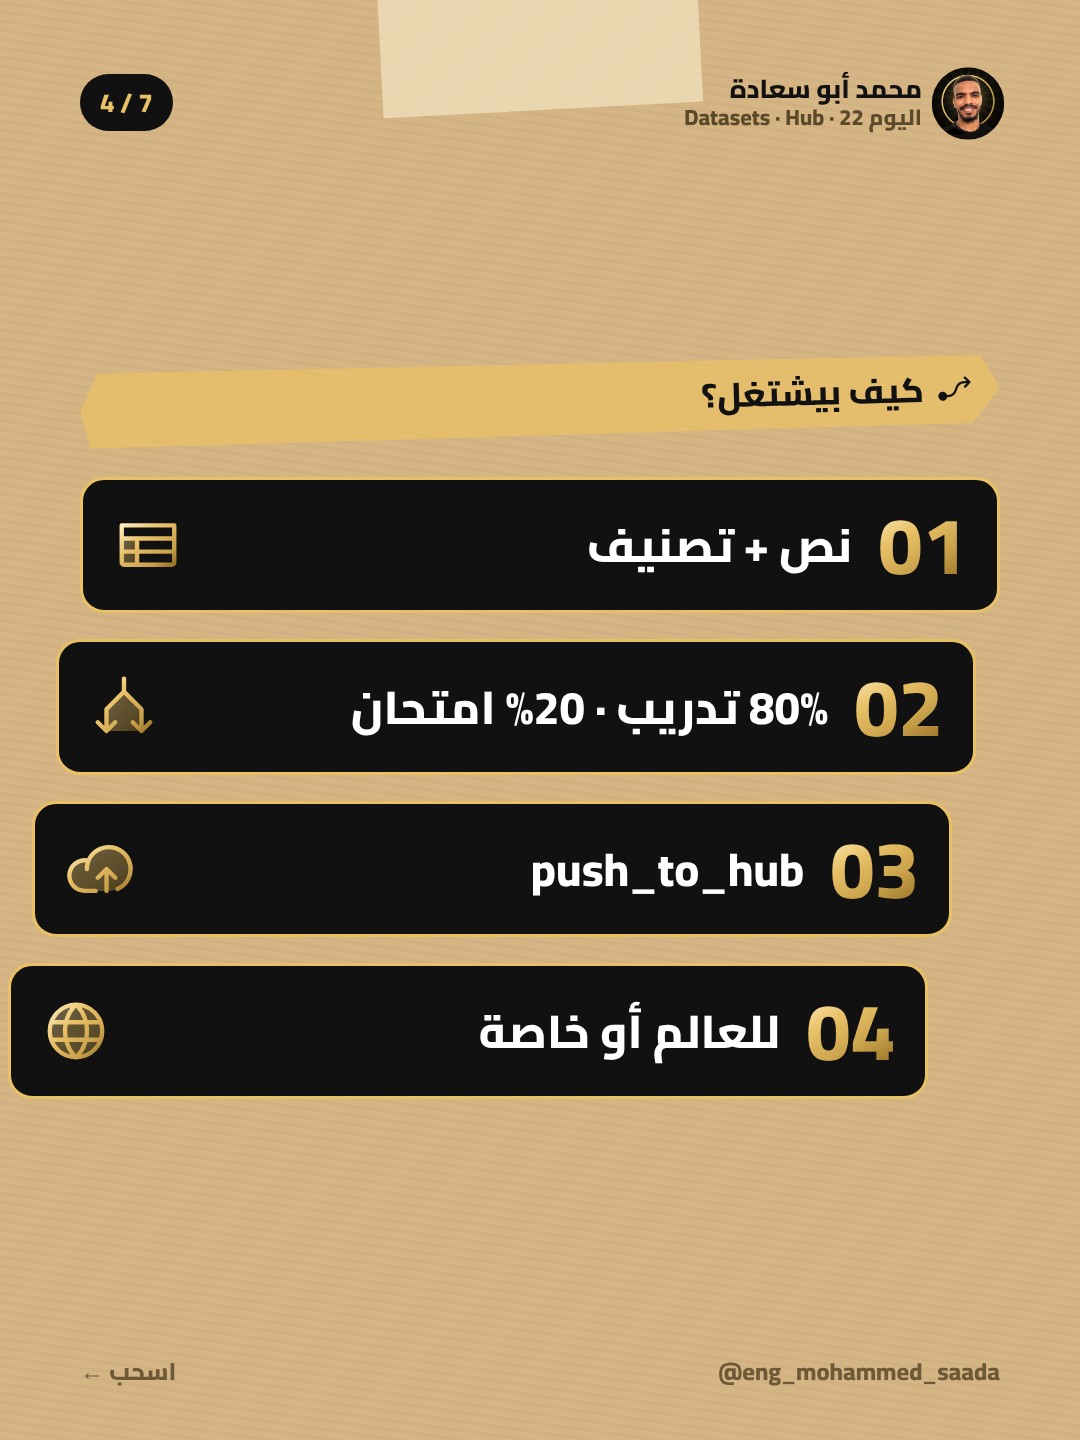 محمد أبو سعادة
اليوم 22 · Datasets · Hub
4 / 7
كيف بيشتغل؟
01 نص + تصنيف
02 80% تدريب · 20% امتحان
03 push_to_hub
04 للعالم أو خاصة
@eng_mohammed_saada
اسحب ←